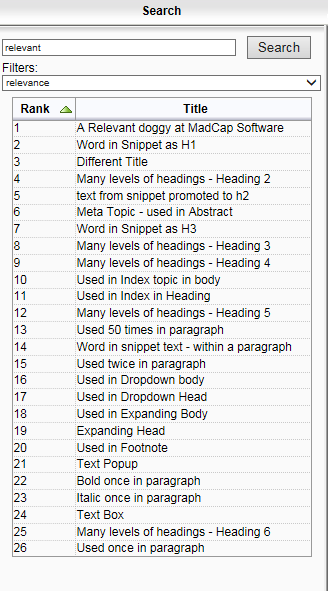 Search
relevant Search
Filters:
relevance
Rank Title
1 A Relevant doggy at MadCap Software
2 Word in Snippet as H1
3 Different Title
4 Many levels of headings - Heading 2
5 text from snippet promoted to h2
6 Meta Topic - used in Abstract
7 Word in Snippet as H3
8 Many levels of headings - Heading 3
9 Many levels of headings - Heading 4
10 Used in Index topic in body
11 Used in Index in Heading
12 Many levels of headings - Heading 5
13 Used 50 times in paragraph
14 Word in snippet text - within a paragraph
15 Used twice in paragraph
16 Used in Dropdown body
17 Used in Dropdown Head
18 Used in Expanding Body
19 Expanding Head
20 Used in Footnote
21 Text Popup
22 Bold once in paragraph
23 Italic once in paragraph
24 Text Box
25 Many levels of headings - Heading 6
26 Used once in paragraph